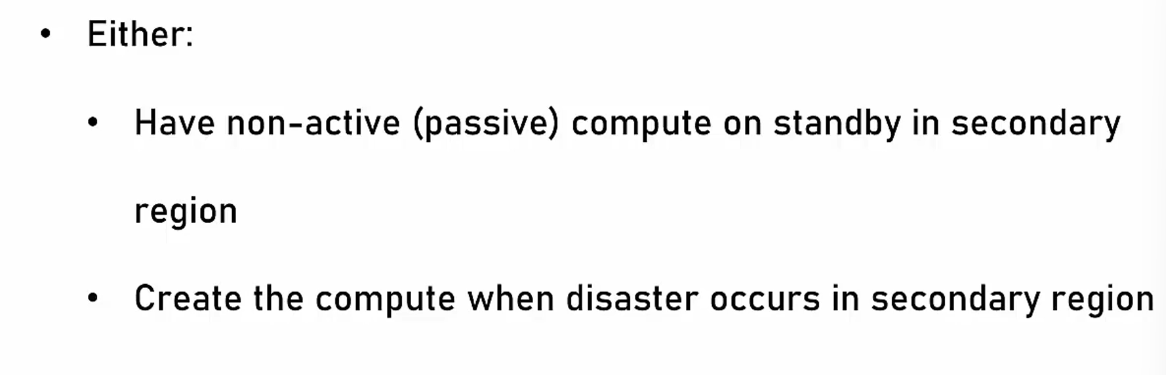 • Either:
• Have non-active (passive) compute on standby in secondary
region
• Create the compute when disaster occurs in secondary region